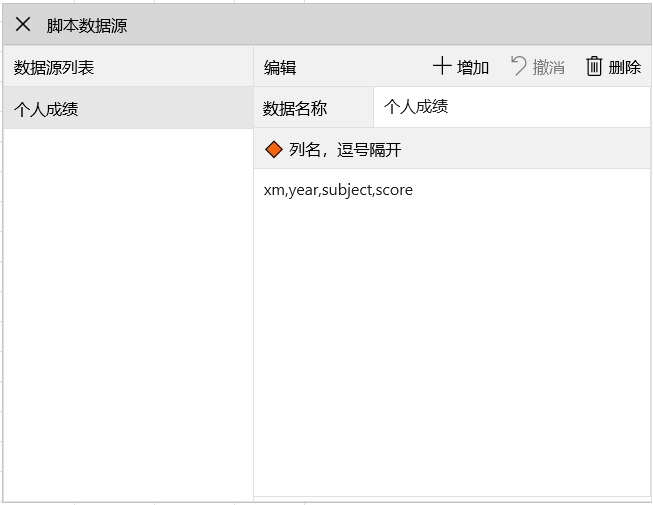 脚本数据源
数据源列表
编辑
增加
撤消
删除
个人成绩
数据名称
个人成绩
列名，逗号隔开
xm,year,subject,score